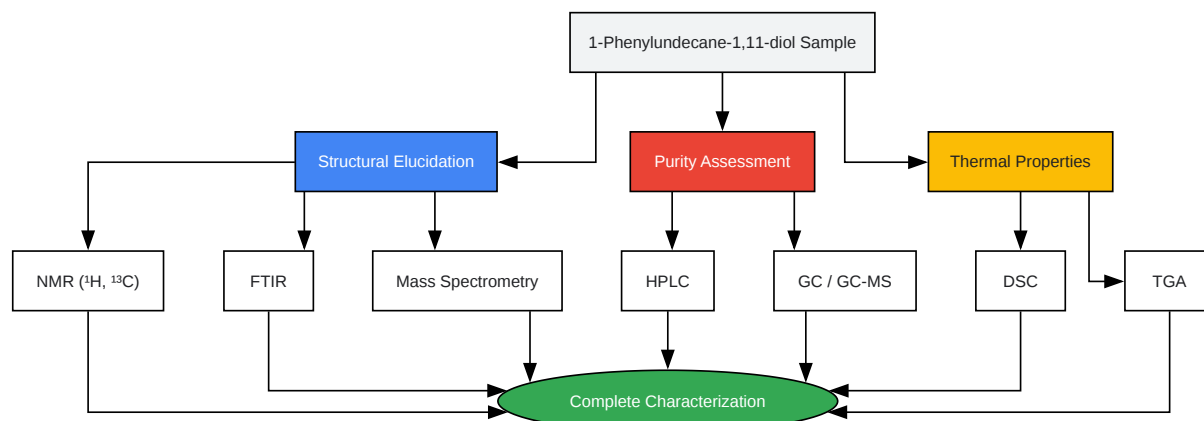 1-Phenylundecane-1,11-diol Sample
Structural Elucidation
Purity Assessment
Thermal Properties
NMR (¹H, ¹³C)
FTIR
Mass Spectrometry
HPLC
GC / GC-MS
DSC
TGA
Complete Characterization